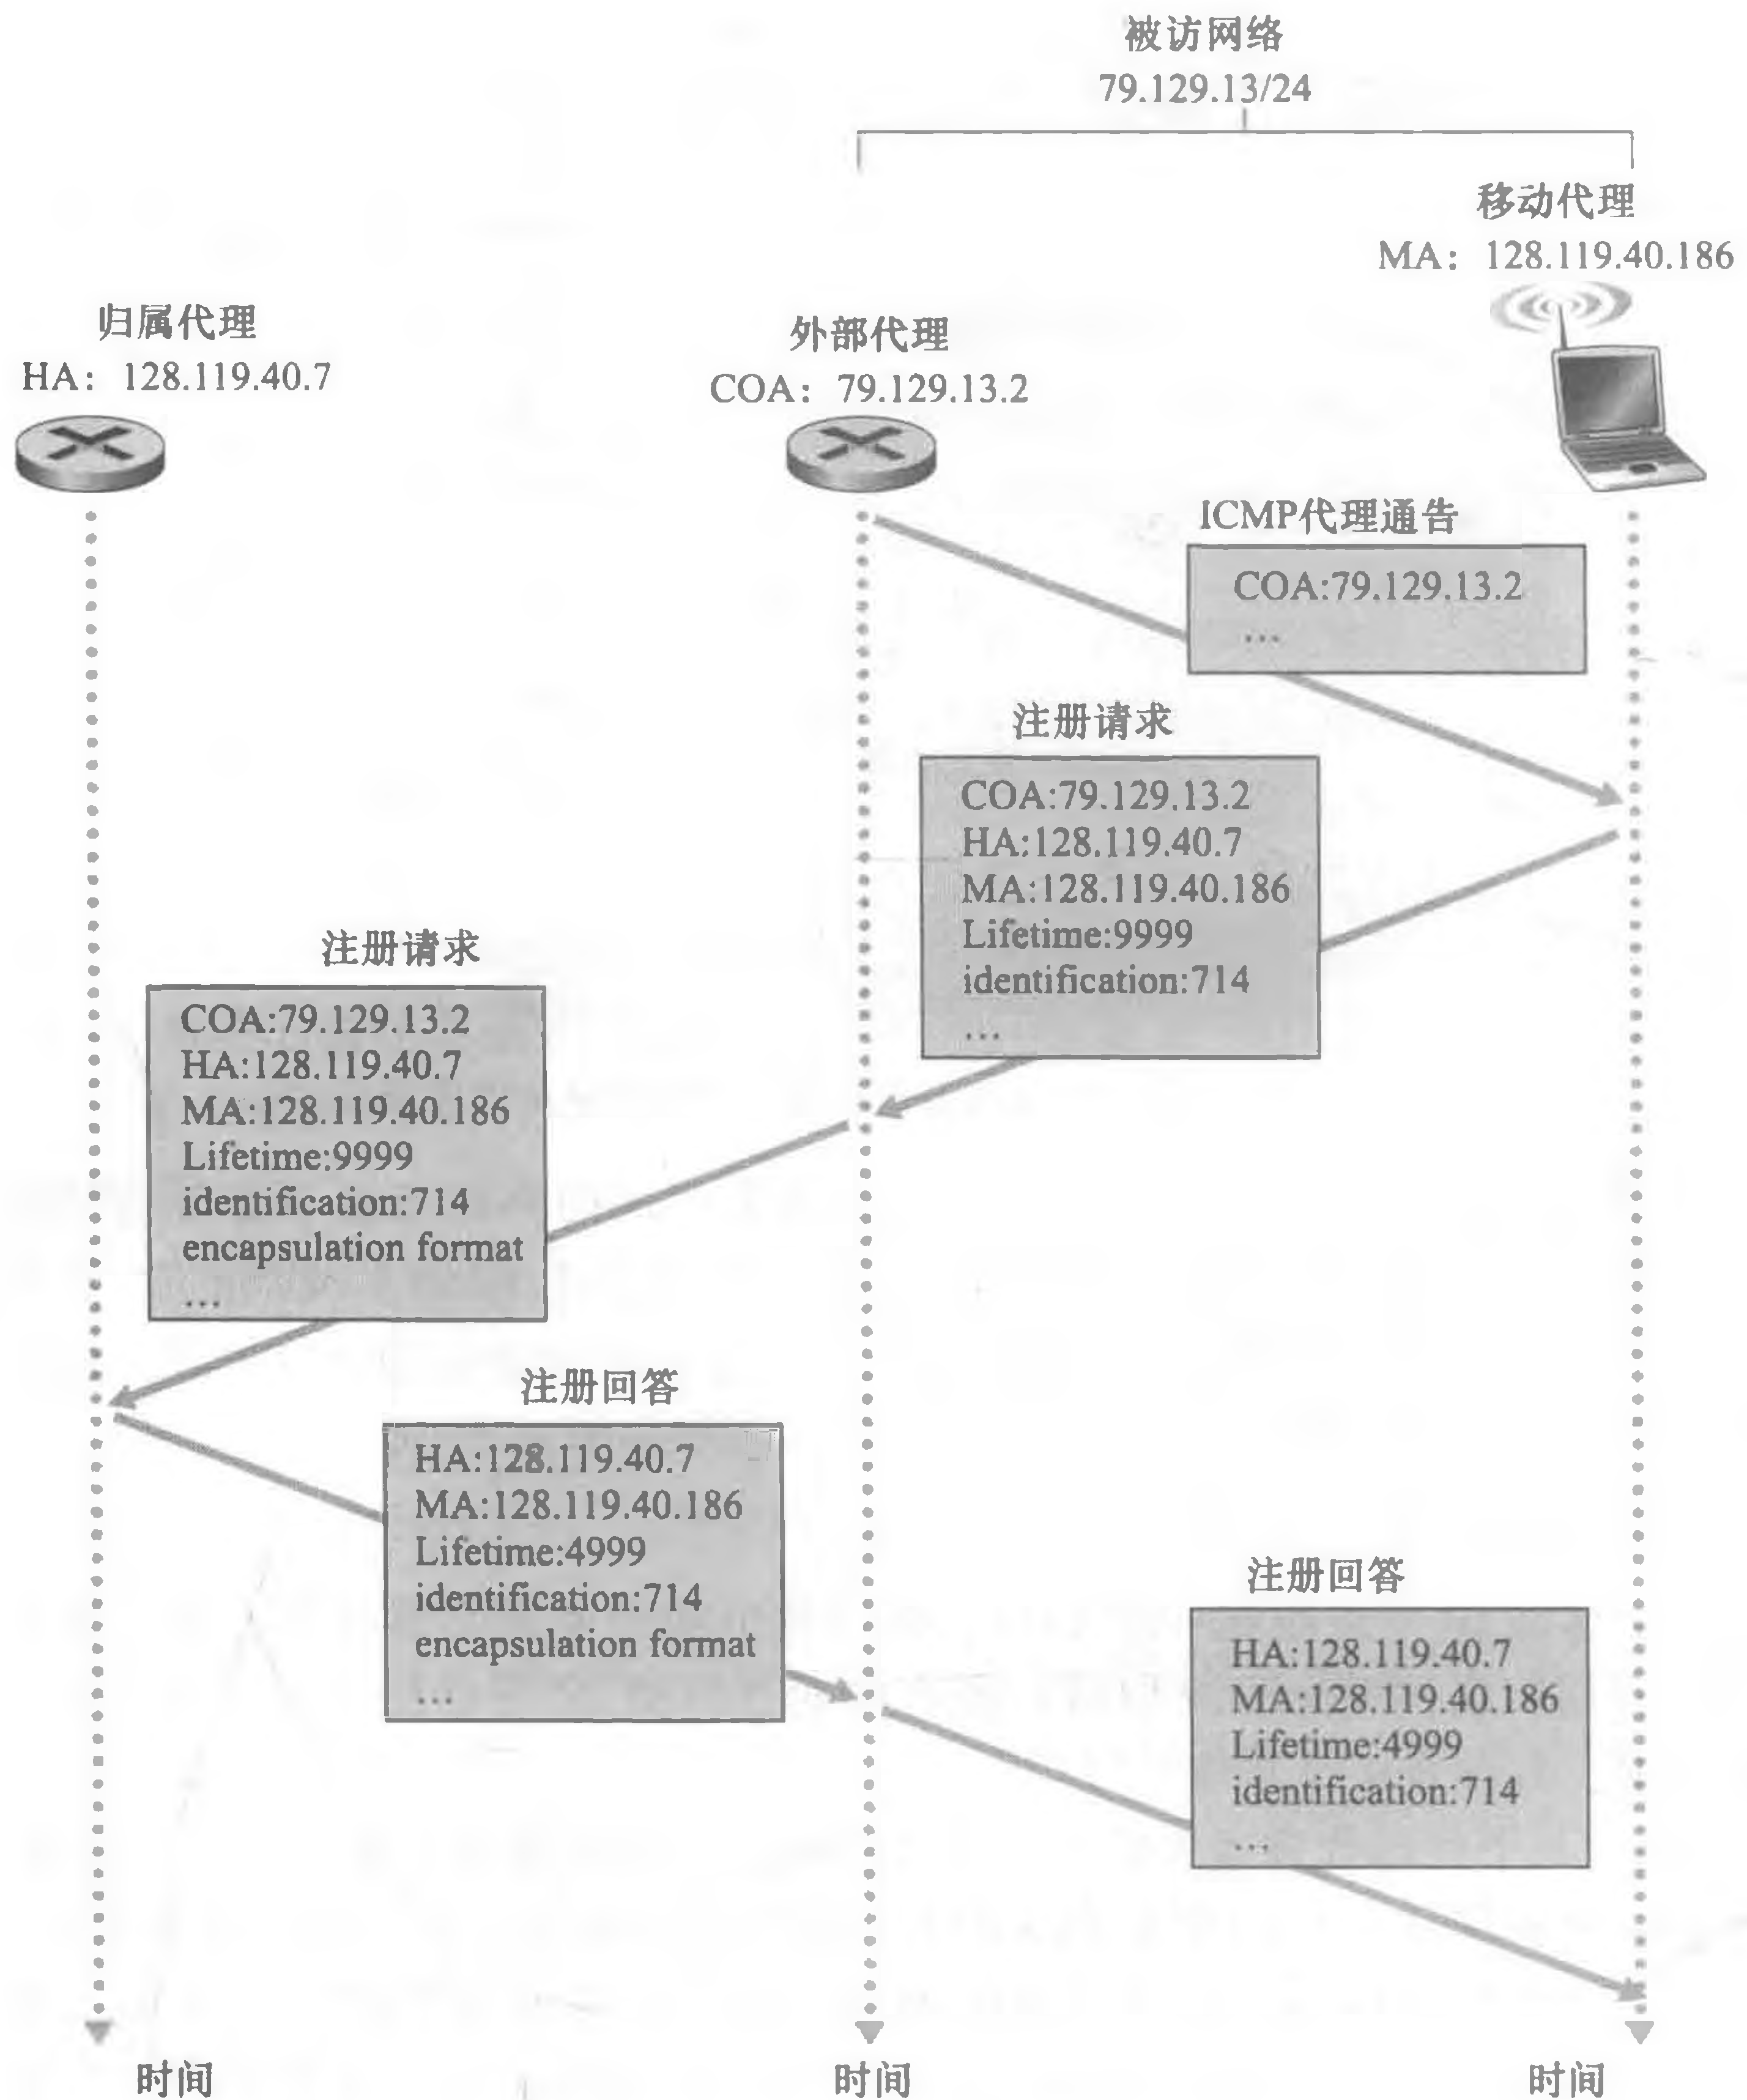 被访网络
79.129.13/24
移动代理
MA: 128.119.40.186
归属代理
HA: 128.119.40.7
外部代理
COA: 79.129.13.2
ICMP代理通告
COA:79.129.13.2
...
注册请求
COA:79.129.13.2
HA:128.119.40.7
MA:128.119.40.186
Lifetime:9999
identification:714
...
注册请求
COA:79.129.13.2
HA:128.119.40.7
MA:128.119.40.186
Lifetime:9999
identification:714
encapsulation format
...
注册回答
HA:128.119.40.7
MA:128.119.40.186
Lifetime:4999
identification:714
encapsulation format
...
注册回答
HA:128.119.40.7
MA:128.119.40.186
Lifetime:4999
identification:714
...
时间
时间
时间